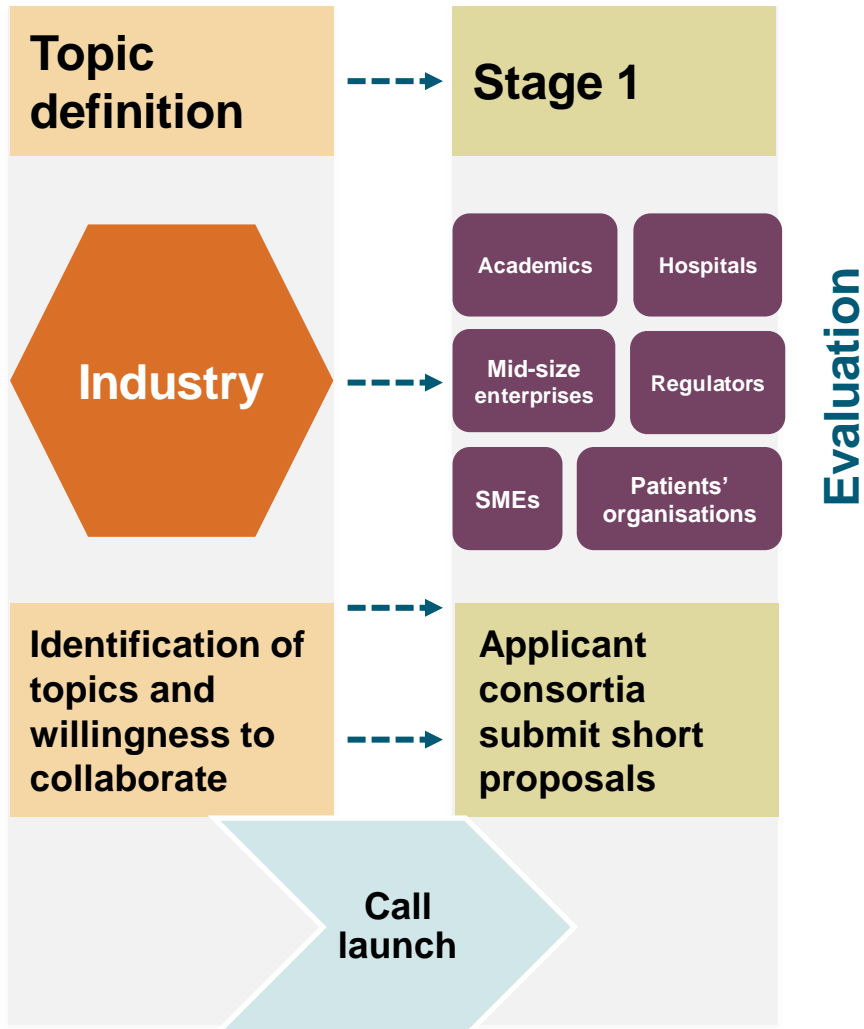 Topic
definition
Stage 1
Industry
Academics
Hospitals
Mid-size
enterprises
Regulators
SMEs
Patients’
organisations
Evaluation
Identification of
topics and
willingness to
collaborate
Applicant
consortia
submit short
proposals
Call
launch